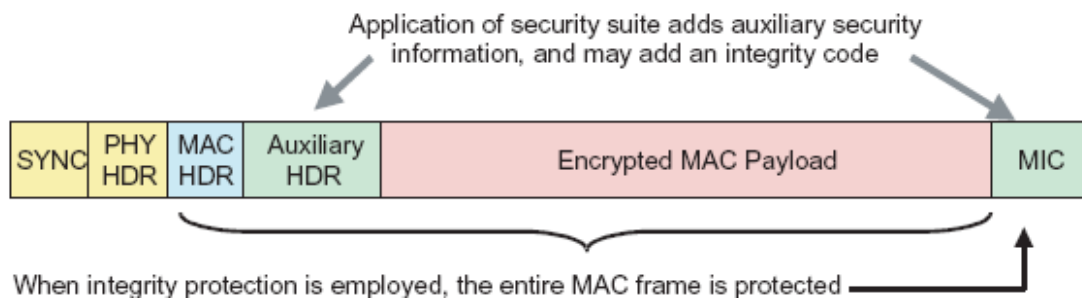 Application of security suite adds auxiliary security
information, and may add an integrity code
SYNC
PHY
HDR
MAC
HDR
Auxiliary
HDR
Encrypted MAC Payload
MIC
When integrity protection is employed, the entire MAC frame is protected